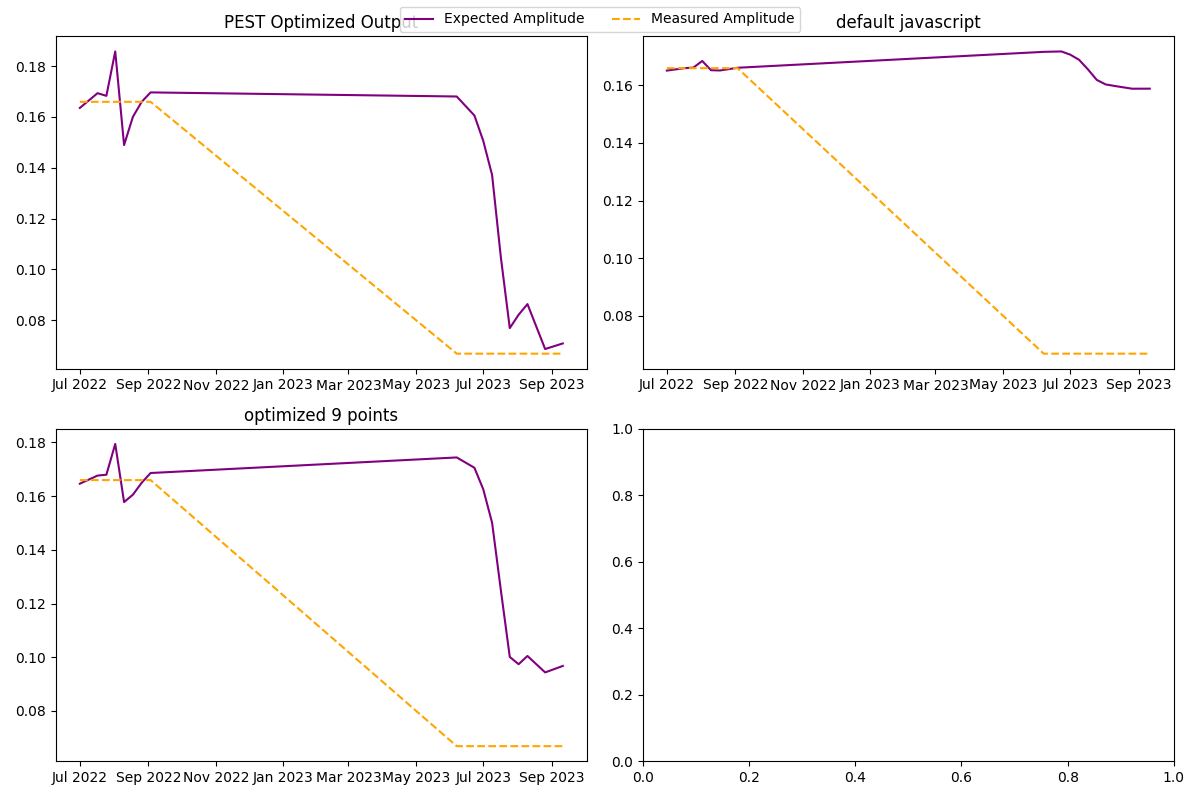 Expected Amplitude Measured Amplitude
PEST Optimized Output
0.18
0.16
0.14
0.12
0.10
0.08
Jul 2022 Sep 2022 Nov 2022 Jan 2023 Mar 2023 May 2023 Jul 2023 Sep 2023
default javascript
0.16
0.14
0.12
0.10
0.08
Jul 2022 Sep 2022 Nov 2022 Jan 2023 Mar 2023 May 2023 Jul 2023 Sep 2023
optimized 9 points
0.18
0.16
0.14
0.12
0.10
0.08
Jul 2022 Sep 2022 Nov 2022 Jan 2023 Mar 2023 May 2023 Jul 2023 Sep 2023
1.0
0.8
0.6
0.4
0.2
0.0
0.0 0.2 0.4 0.6 0.8 1.0